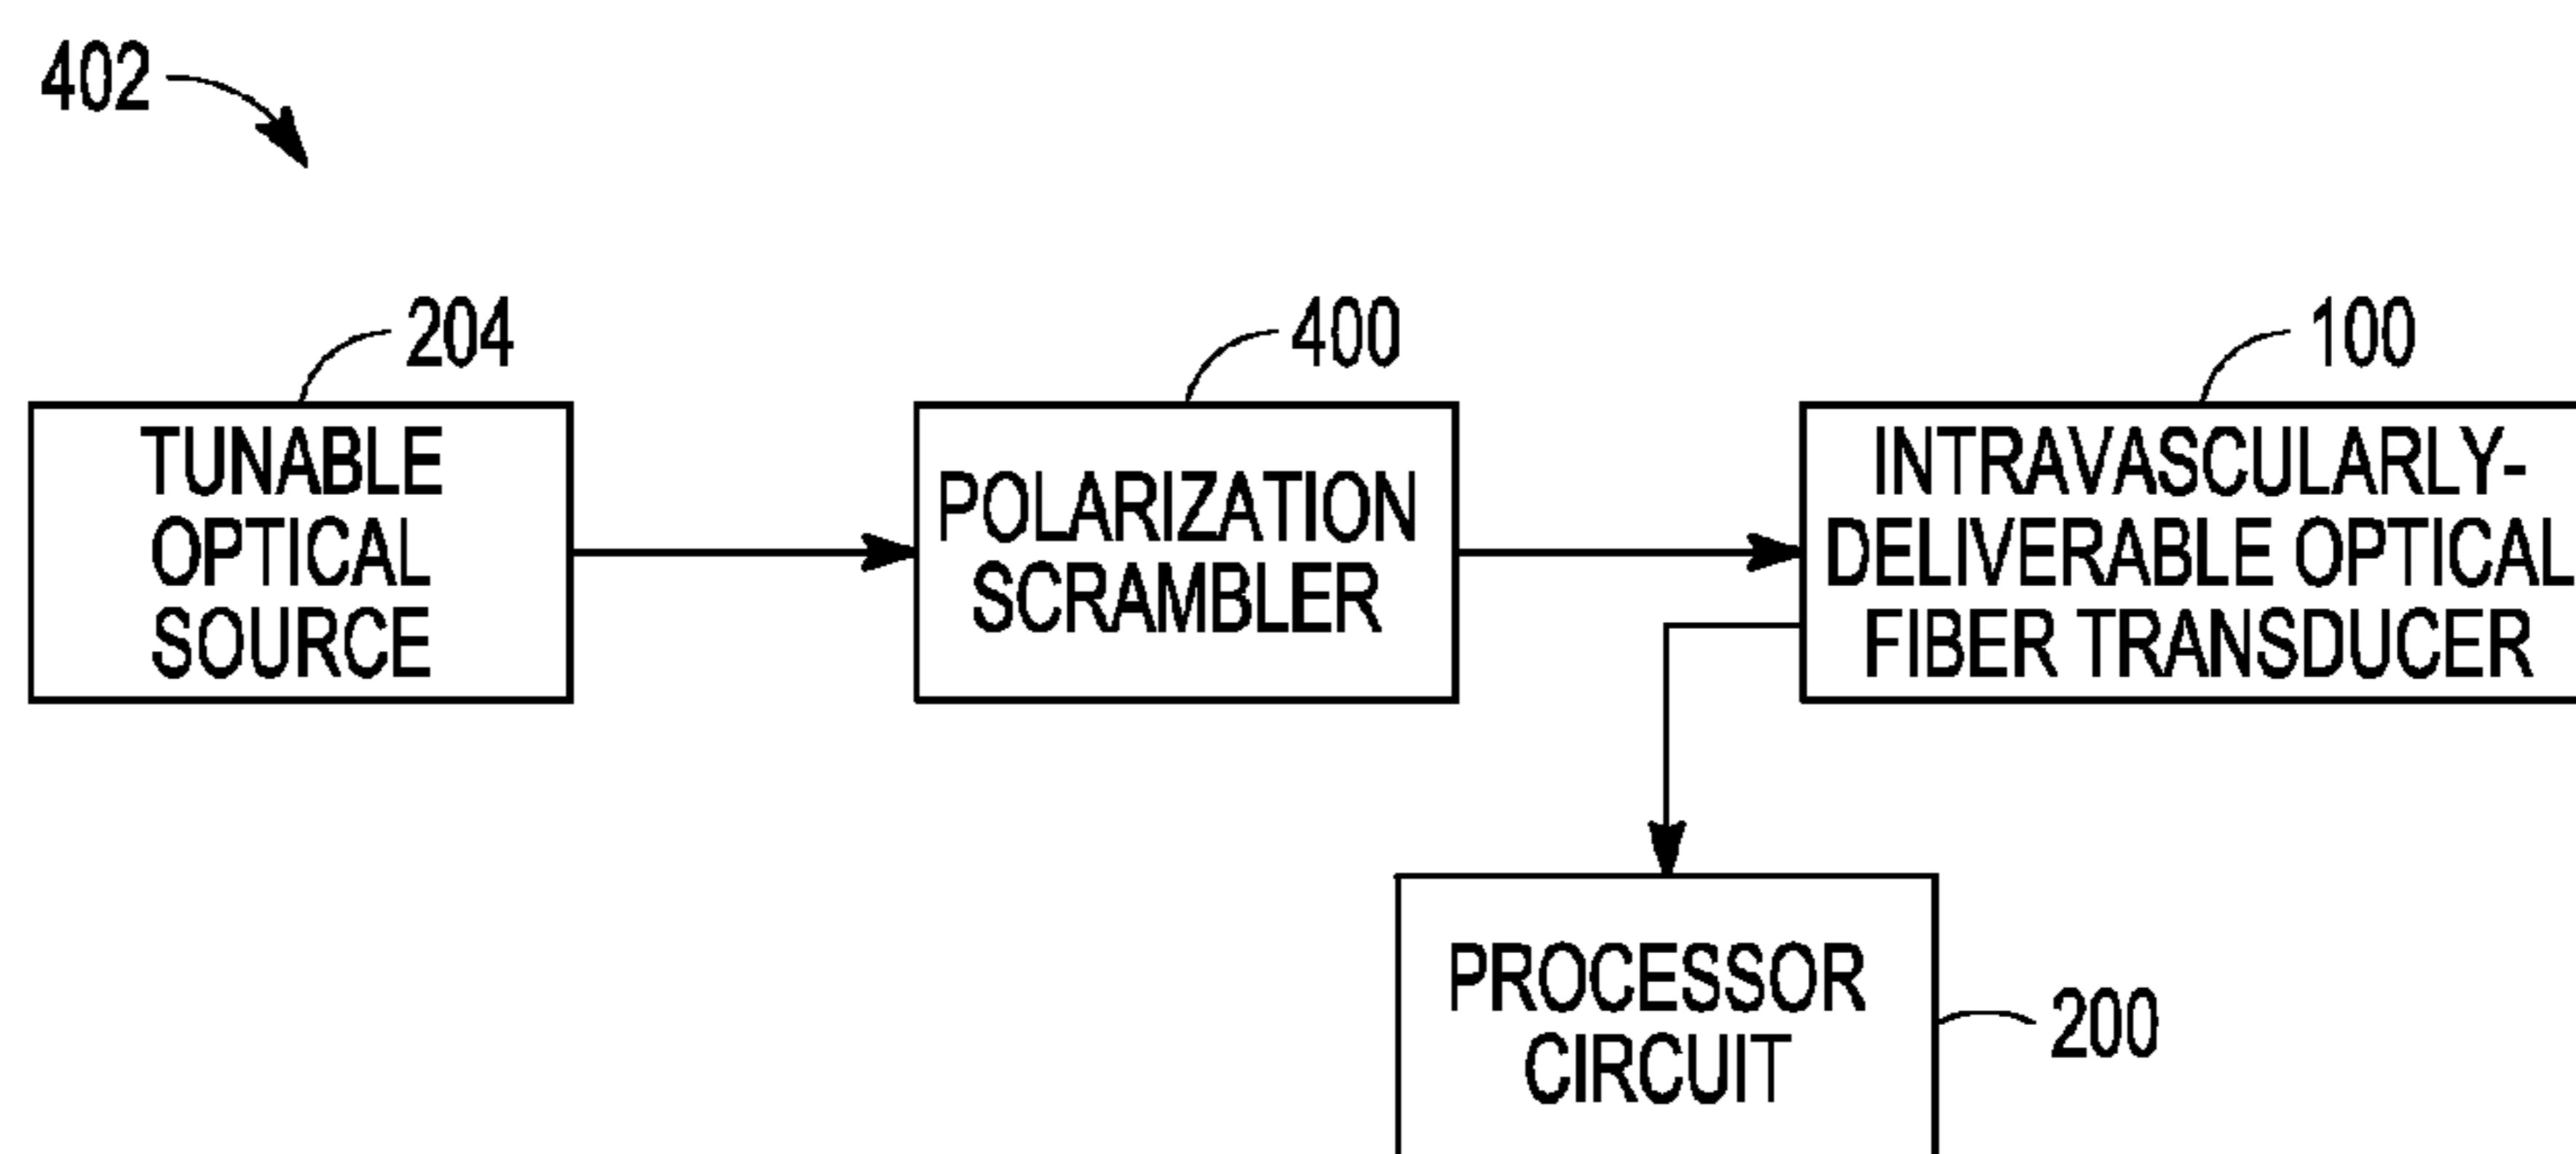 402
204
400
100
TUNABLE
OPTICAL
SOURCE
POLARIZATION
SCRAMBLER
INTRAVASCULARLY-
DELIVERABLE OPTICAL
FIBER TRANSDUCER
PROCESSOR
CIRCUIT
200